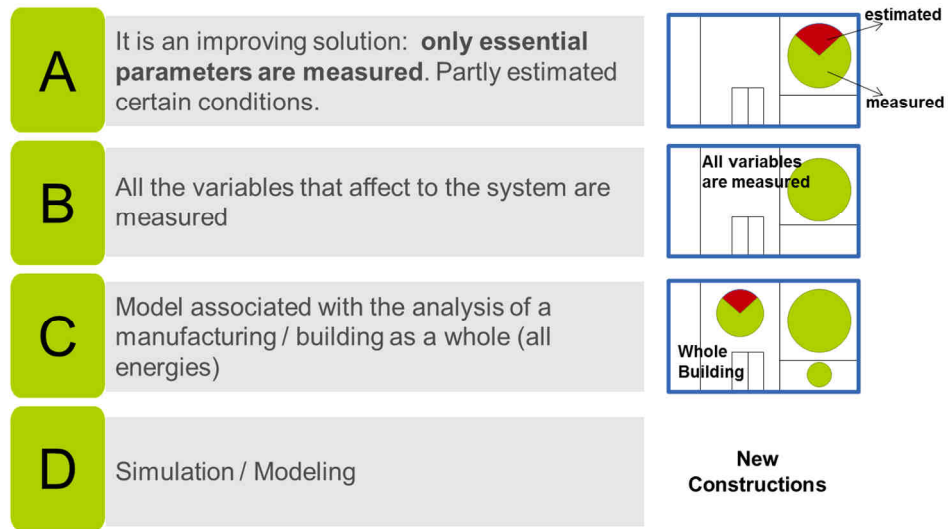 A
It is an improving solution: only essential
parameters are measured. Partly estimated
certain conditions.
estimated
measured
B
All the variables that affect to the system are
measured
All variables
are measured
C
Model associated with the analysis of a
manufacturing / building as a whole (all
energies)
Whole
Building
D
Simulation / Modeling
New
Constructions